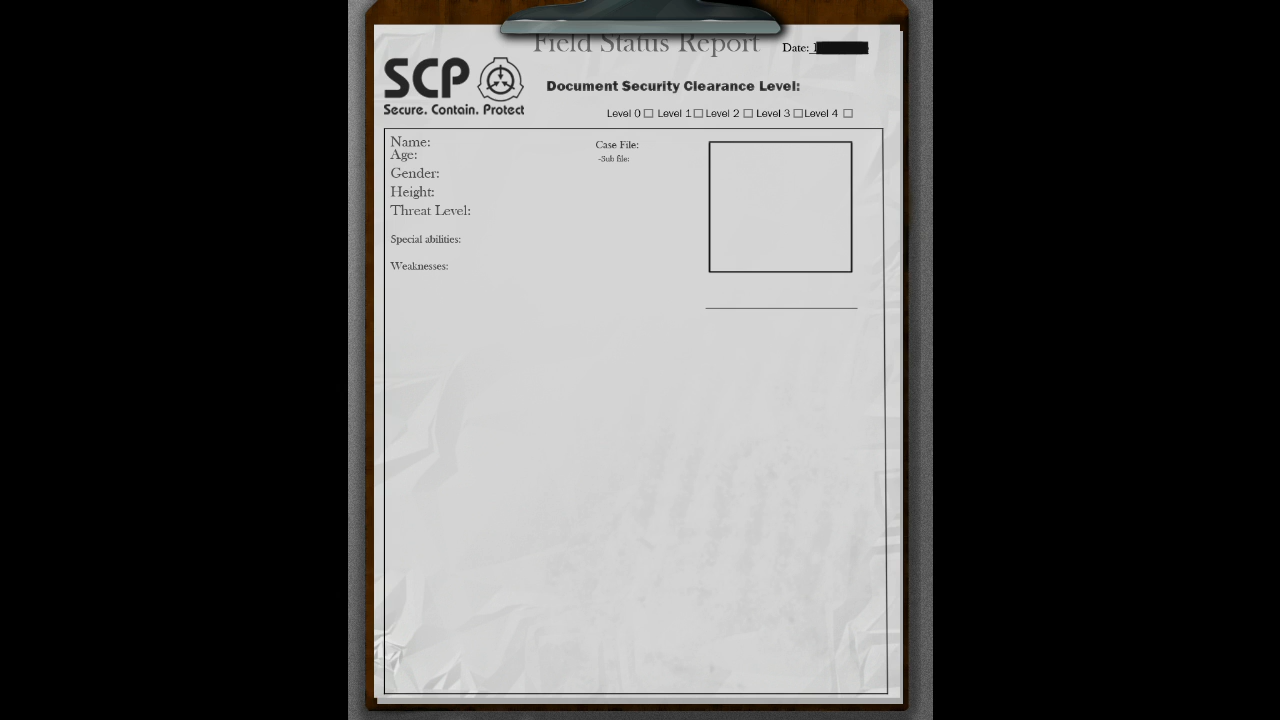 Field Status Report
Date:
SCP
Secure. Contain. Protect
Document Security Clearance Level:
Level 0 Level 1 Level 2 Level 3 Level 4
Name:
Age:
Gender:
Height:
Threat Level:
Special abilities:
Weaknesses:
Case File:
-Sub file: